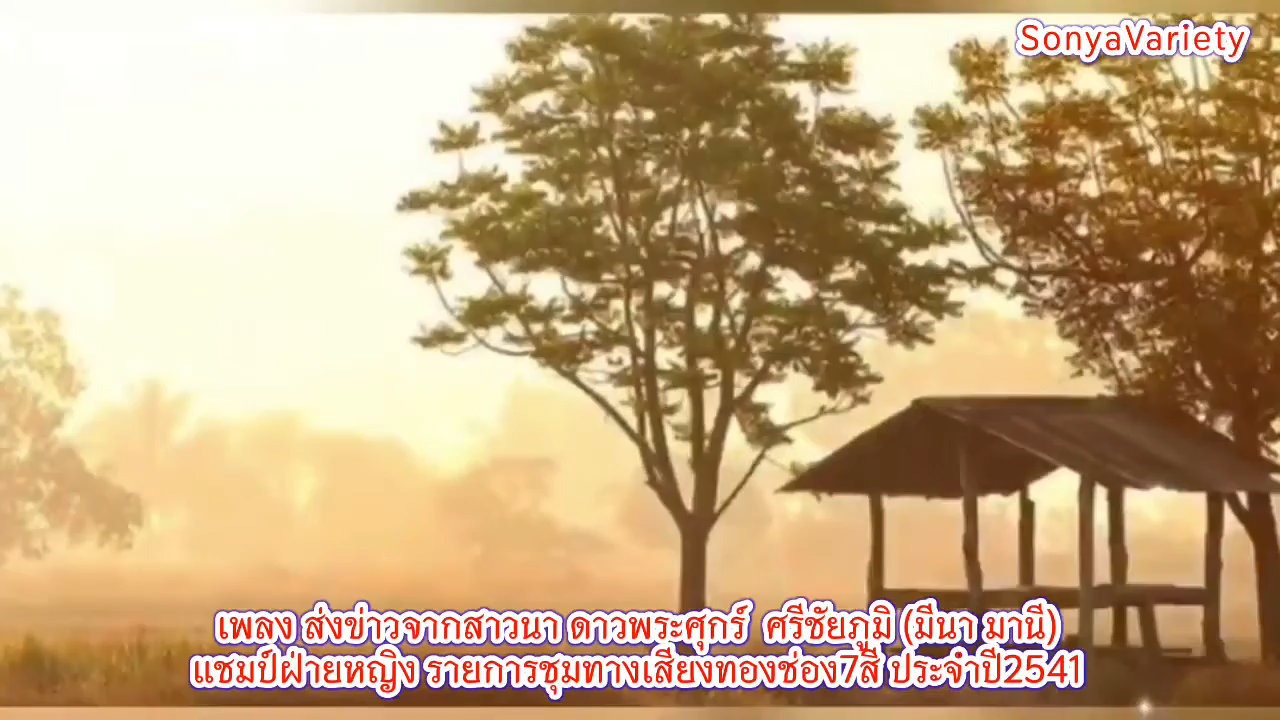 SonyaVariety
เพลง ส่งข่าวจากสาวนา ดาวพระศุกร์ ศรีชัยภูมิ (มีนา มานี)
แชมป์ฝ่ายหญิง รายการชุมทางเสียงทองช่อง7สี ประจำปี2541